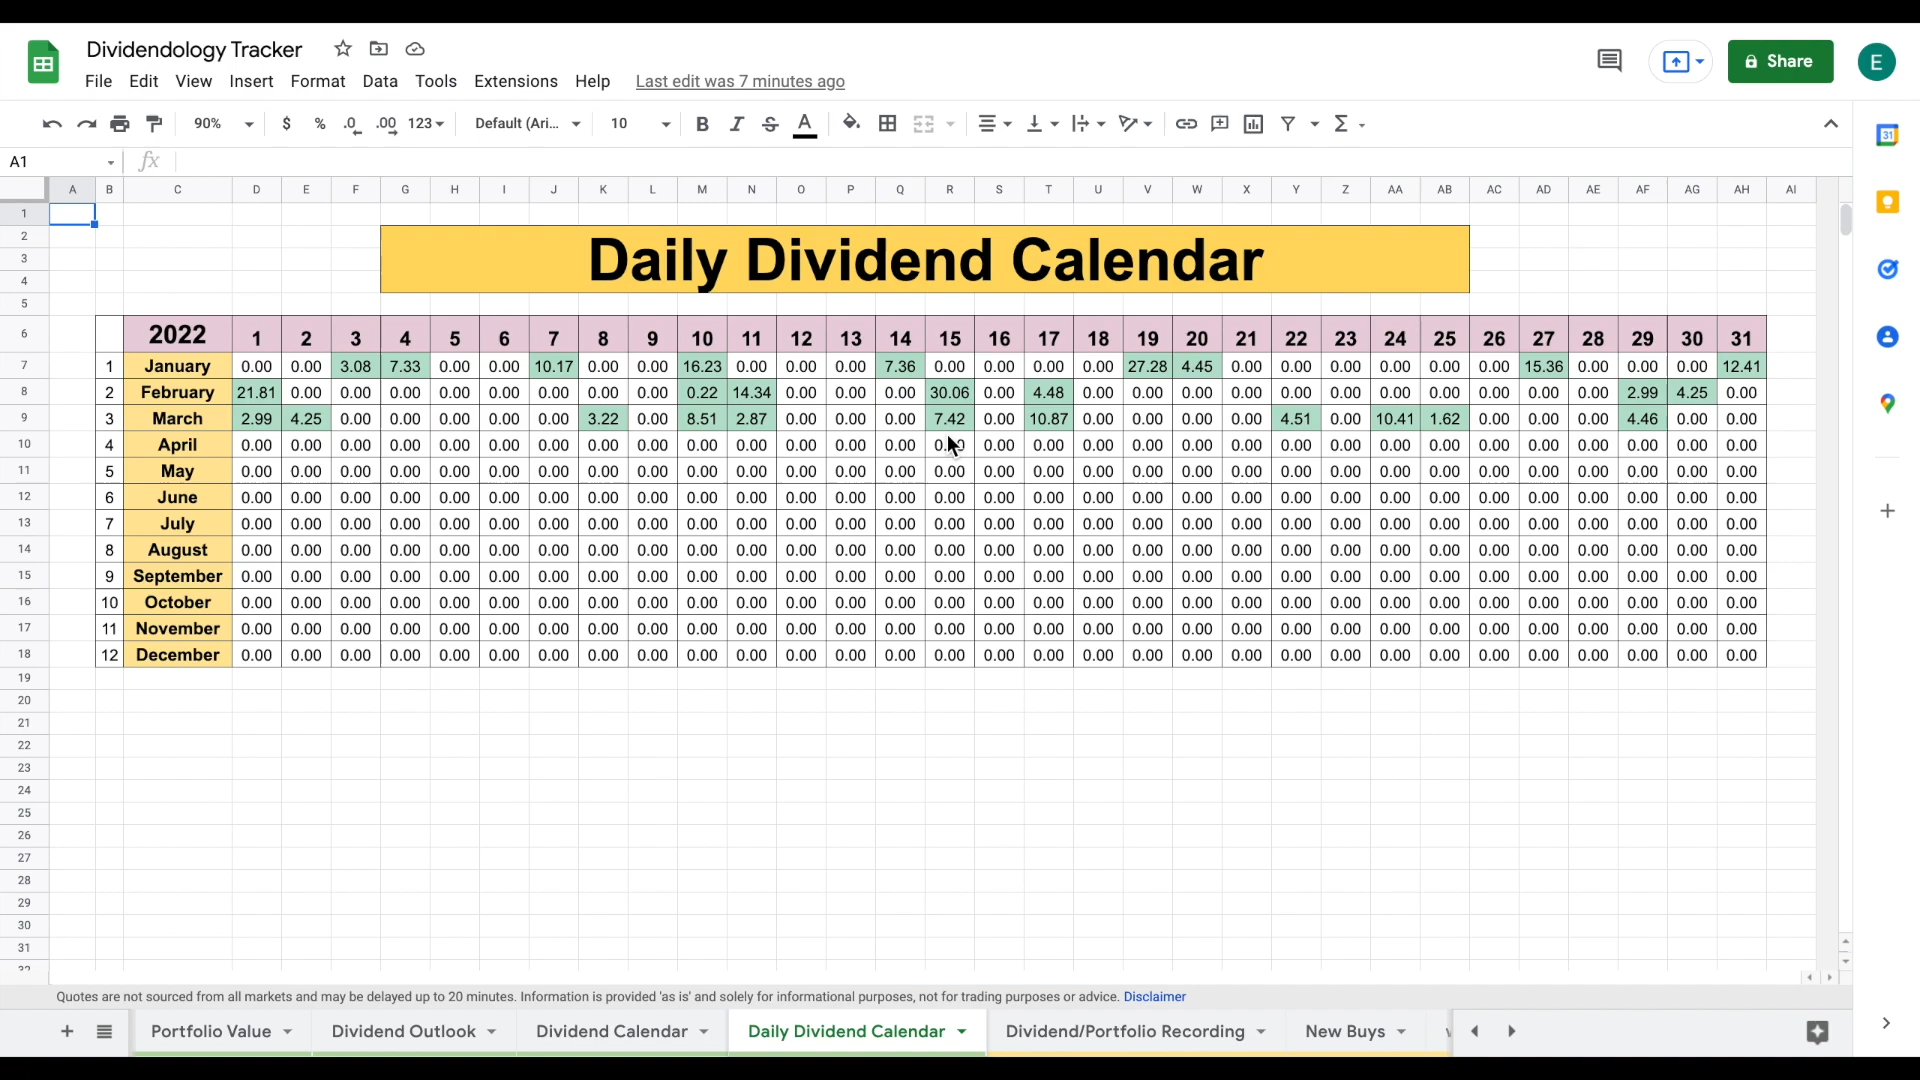 Dividendology Tracker
File Edit View Insert Format Data Tools Extensions Help Last edit was 7 minutes ago
Share
E
90% $ % .0 .00 123 Default (Ari... 10 B I S A
A1 fx
A B C D E F G H I J K L M N O P Q R S T U V W X Y Z AA AB AC AD AE AF AG AH AI
1
2
3 Daily Dividend Calendar
4
5
6 2022 1 2 3 4 5 6 7 8 9 10 11 12 13 14 15 16 17 18 19 20 21 22 23 24 25 26 27 28 29 30 31
7 1 January 0.00 0.00 3.08 7.33 0.00 0.00 10.17 0.00 0.00 16.23 0.00 0.00 0.00 7.36 0.00 0.00 0.00 0.00 27.28 4.45 0.00 0.00 0.00 0.00 0.00 0.00 15.36 0.00 0.00 0.00 12.41
8 2 February 21.81 0.00 0.00 0.00 0.00 0.00 0.00 0.00 0.00 0.22 14.34 0.00 0.00 0.00 30.06 0.00 4.48 0.00 0.00 0.00 0.00 0.00 0.00 0.00 0.00 0.00 0.00 0.00 2.99 4.25 0.00
9 3 March 2.99 4.25 0.00 0.00 0.00 0.00 0.00 3.22 0.00 8.51 2.87 0.00 0.00 0.00 7.42 0.00 10.87 0.00 0.00 0.00 0.00 4.51 0.00 10.41 1.62 0.00 0.00 0.00 4.46 0.00 0.00
10 4 April 0.00 0.00 0.00 0.00 0.00 0.00 0.00 0.00 0.00 0.00 0.00 0.00 0.00 0.00 0.00 0.00 0.00 0.00 0.00 0.00 0.00 0.00 0.00 0.00 0.00 0.00 0.00 0.00 0.00 0.00 0.00
11 5 May 0.00 0.00 0.00 0.00 0.00 0.00 0.00 0.00 0.00 0.00 0.00 0.00 0.00 0.00 0.00 0.00 0.00 0.00 0.00 0.00 0.00 0.00 0.00 0.00 0.00 0.00 0.00 0.00 0.00 0.00 0.00
12 6 June 0.00 0.00 0.00 0.00 0.00 0.00 0.00 0.00 0.00 0.00 0.00 0.00 0.00 0.00 0.00 0.00 0.00 0.00 0.00 0.00 0.00 0.00 0.00 0.00 0.00 0.00 0.00 0.00 0.00 0.00 0.00
13 7 July 0.00 0.00 0.00 0.00 0.00 0.00 0.00 0.00 0.00 0.00 0.00 0.00 0.00 0.00 0.00 0.00 0.00 0.00 0.00 0.00 0.00 0.00 0.00 0.00 0.00 0.00 0.00 0.00 0.00 0.00 0.00
14 8 August 0.00 0.00 0.00 0.00 0.00 0.00 0.00 0.00 0.00 0.00 0.00 0.00 0.00 0.00 0.00 0.00 0.00 0.00 0.00 0.00 0.00 0.00 0.00 0.00 0.00 0.00 0.00 0.00 0.00 0.00 0.00
15 9 September 0.00 0.00 0.00 0.00 0.00 0.00 0.00 0.00 0.00 0.00 0.00 0.00 0.00 0.00 0.00 0.00 0.00 0.00 0.00 0.00 0.00 0.00 0.00 0.00 0.00 0.00 0.00 0.00 0.00 0.00 0.00
16 10 October 0.00 0.00 0.00 0.00 0.00 0.00 0.00 0.00 0.00 0.00 0.00 0.00 0.00 0.00 0.00 0.00 0.00 0.00 0.00 0.00 0.00 0.00 0.00 0.00 0.00 0.00 0.00 0.00 0.00 0.00 0.00
17 11 November 0.00 0.00 0.00 0.00 0.00 0.00 0.00 0.00 0.00 0.00 0.00 0.00 0.00 0.00 0.00 0.00 0.00 0.00 0.00 0.00 0.00 0.00 0.00 0.00 0.00 0.00 0.00 0.00 0.00 0.00 0.00
18 12 December 0.00 0.00 0.00 0.00 0.00 0.00 0.00 0.00 0.00 0.00 0.00 0.00 0.00 0.00 0.00 0.00 0.00 0.00 0.00 0.00 0.00 0.00 0.00 0.00 0.00 0.00 0.00 0.00 0.00 0.00 0.00
19
20
21
22
23
24
25
26
27
28
29
30
31
32
Quotes are not sourced from all markets and may be delayed up to 20 minutes. Information is provided 'as is' and solely for informational purposes, not for trading purposes or advice. Disclaimer
Portfolio Value Dividend Outlook Dividend Calendar Daily Dividend Calendar Dividend/Portfolio Recording New Buys
31